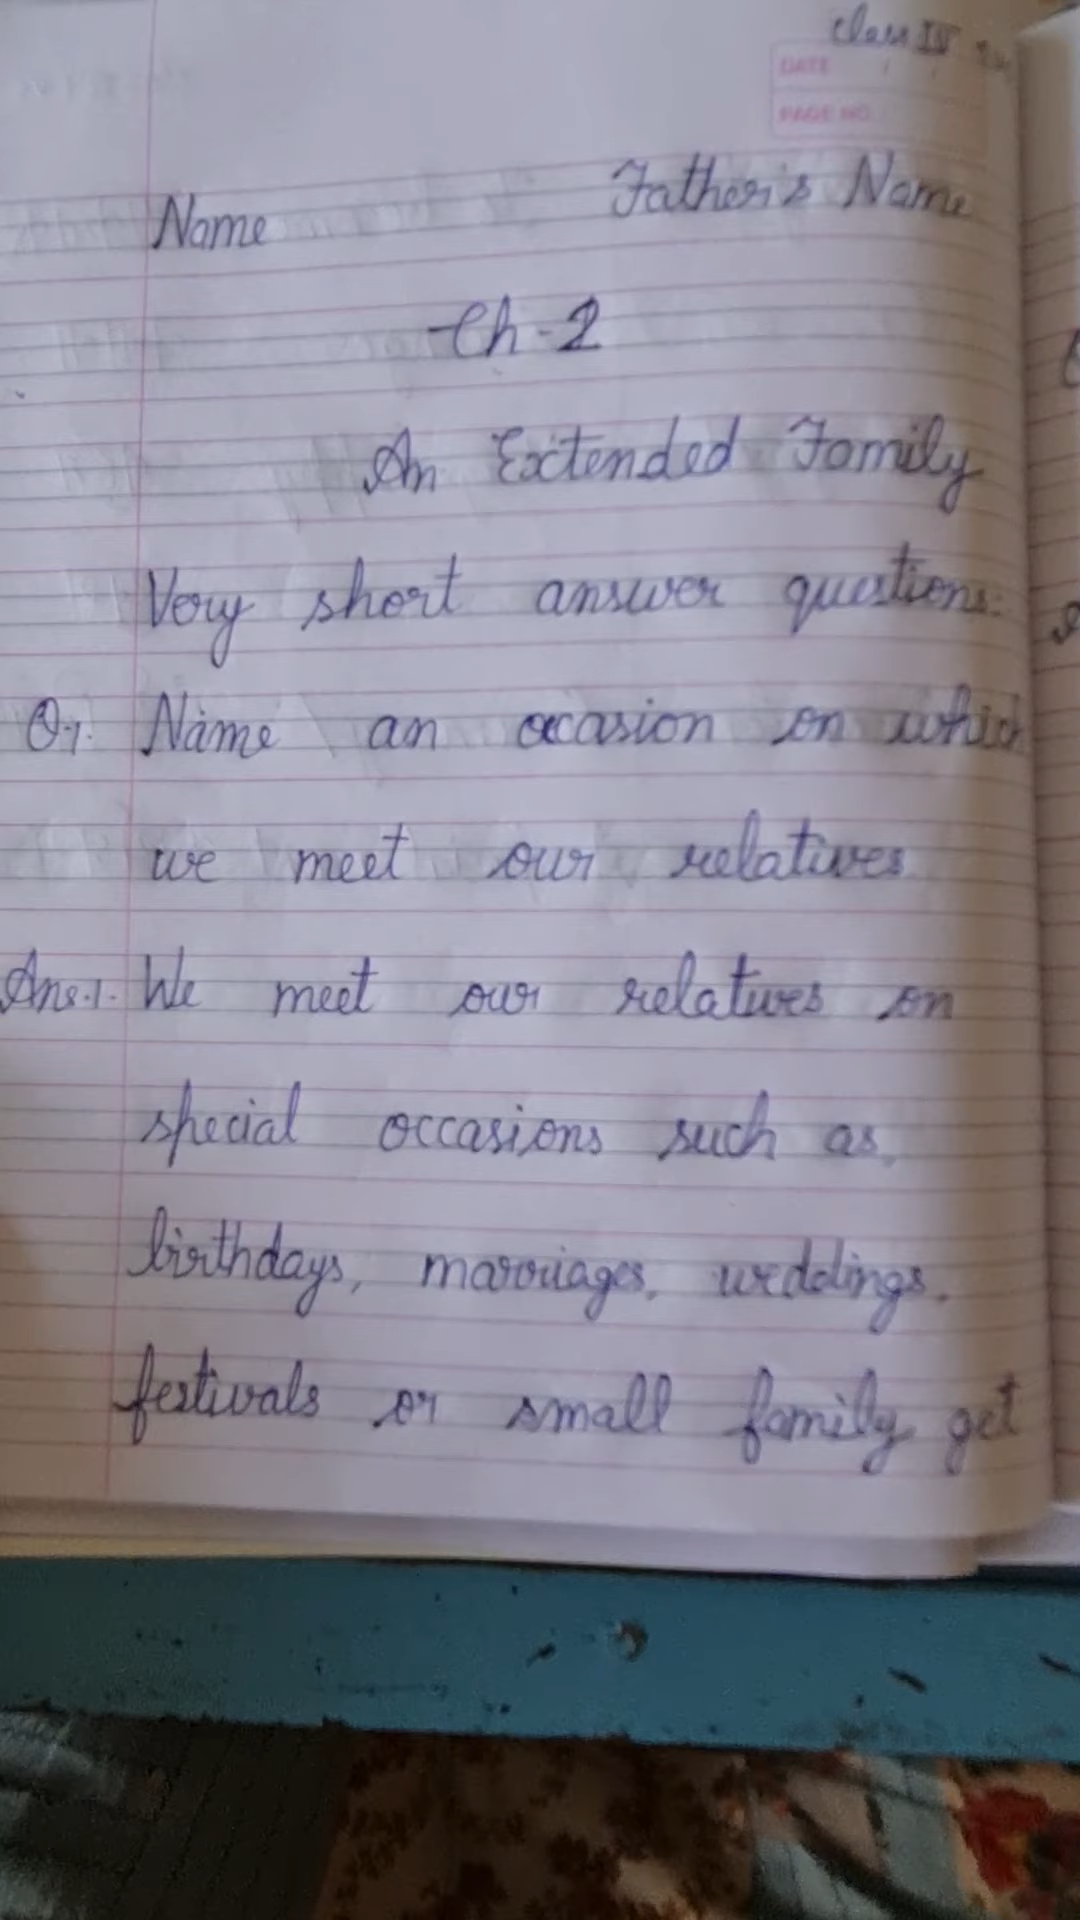 Class IV
DATE
PAGE NO.
Name Father's Name
Ch-2
An Extended Family
Very short answer questions:
Q.1. Name an occasion on which
we meet our relatives
Ans.1. We meet our relatives on
special occasions such as
birthdays, marriages, weddings,
festivals or small family get